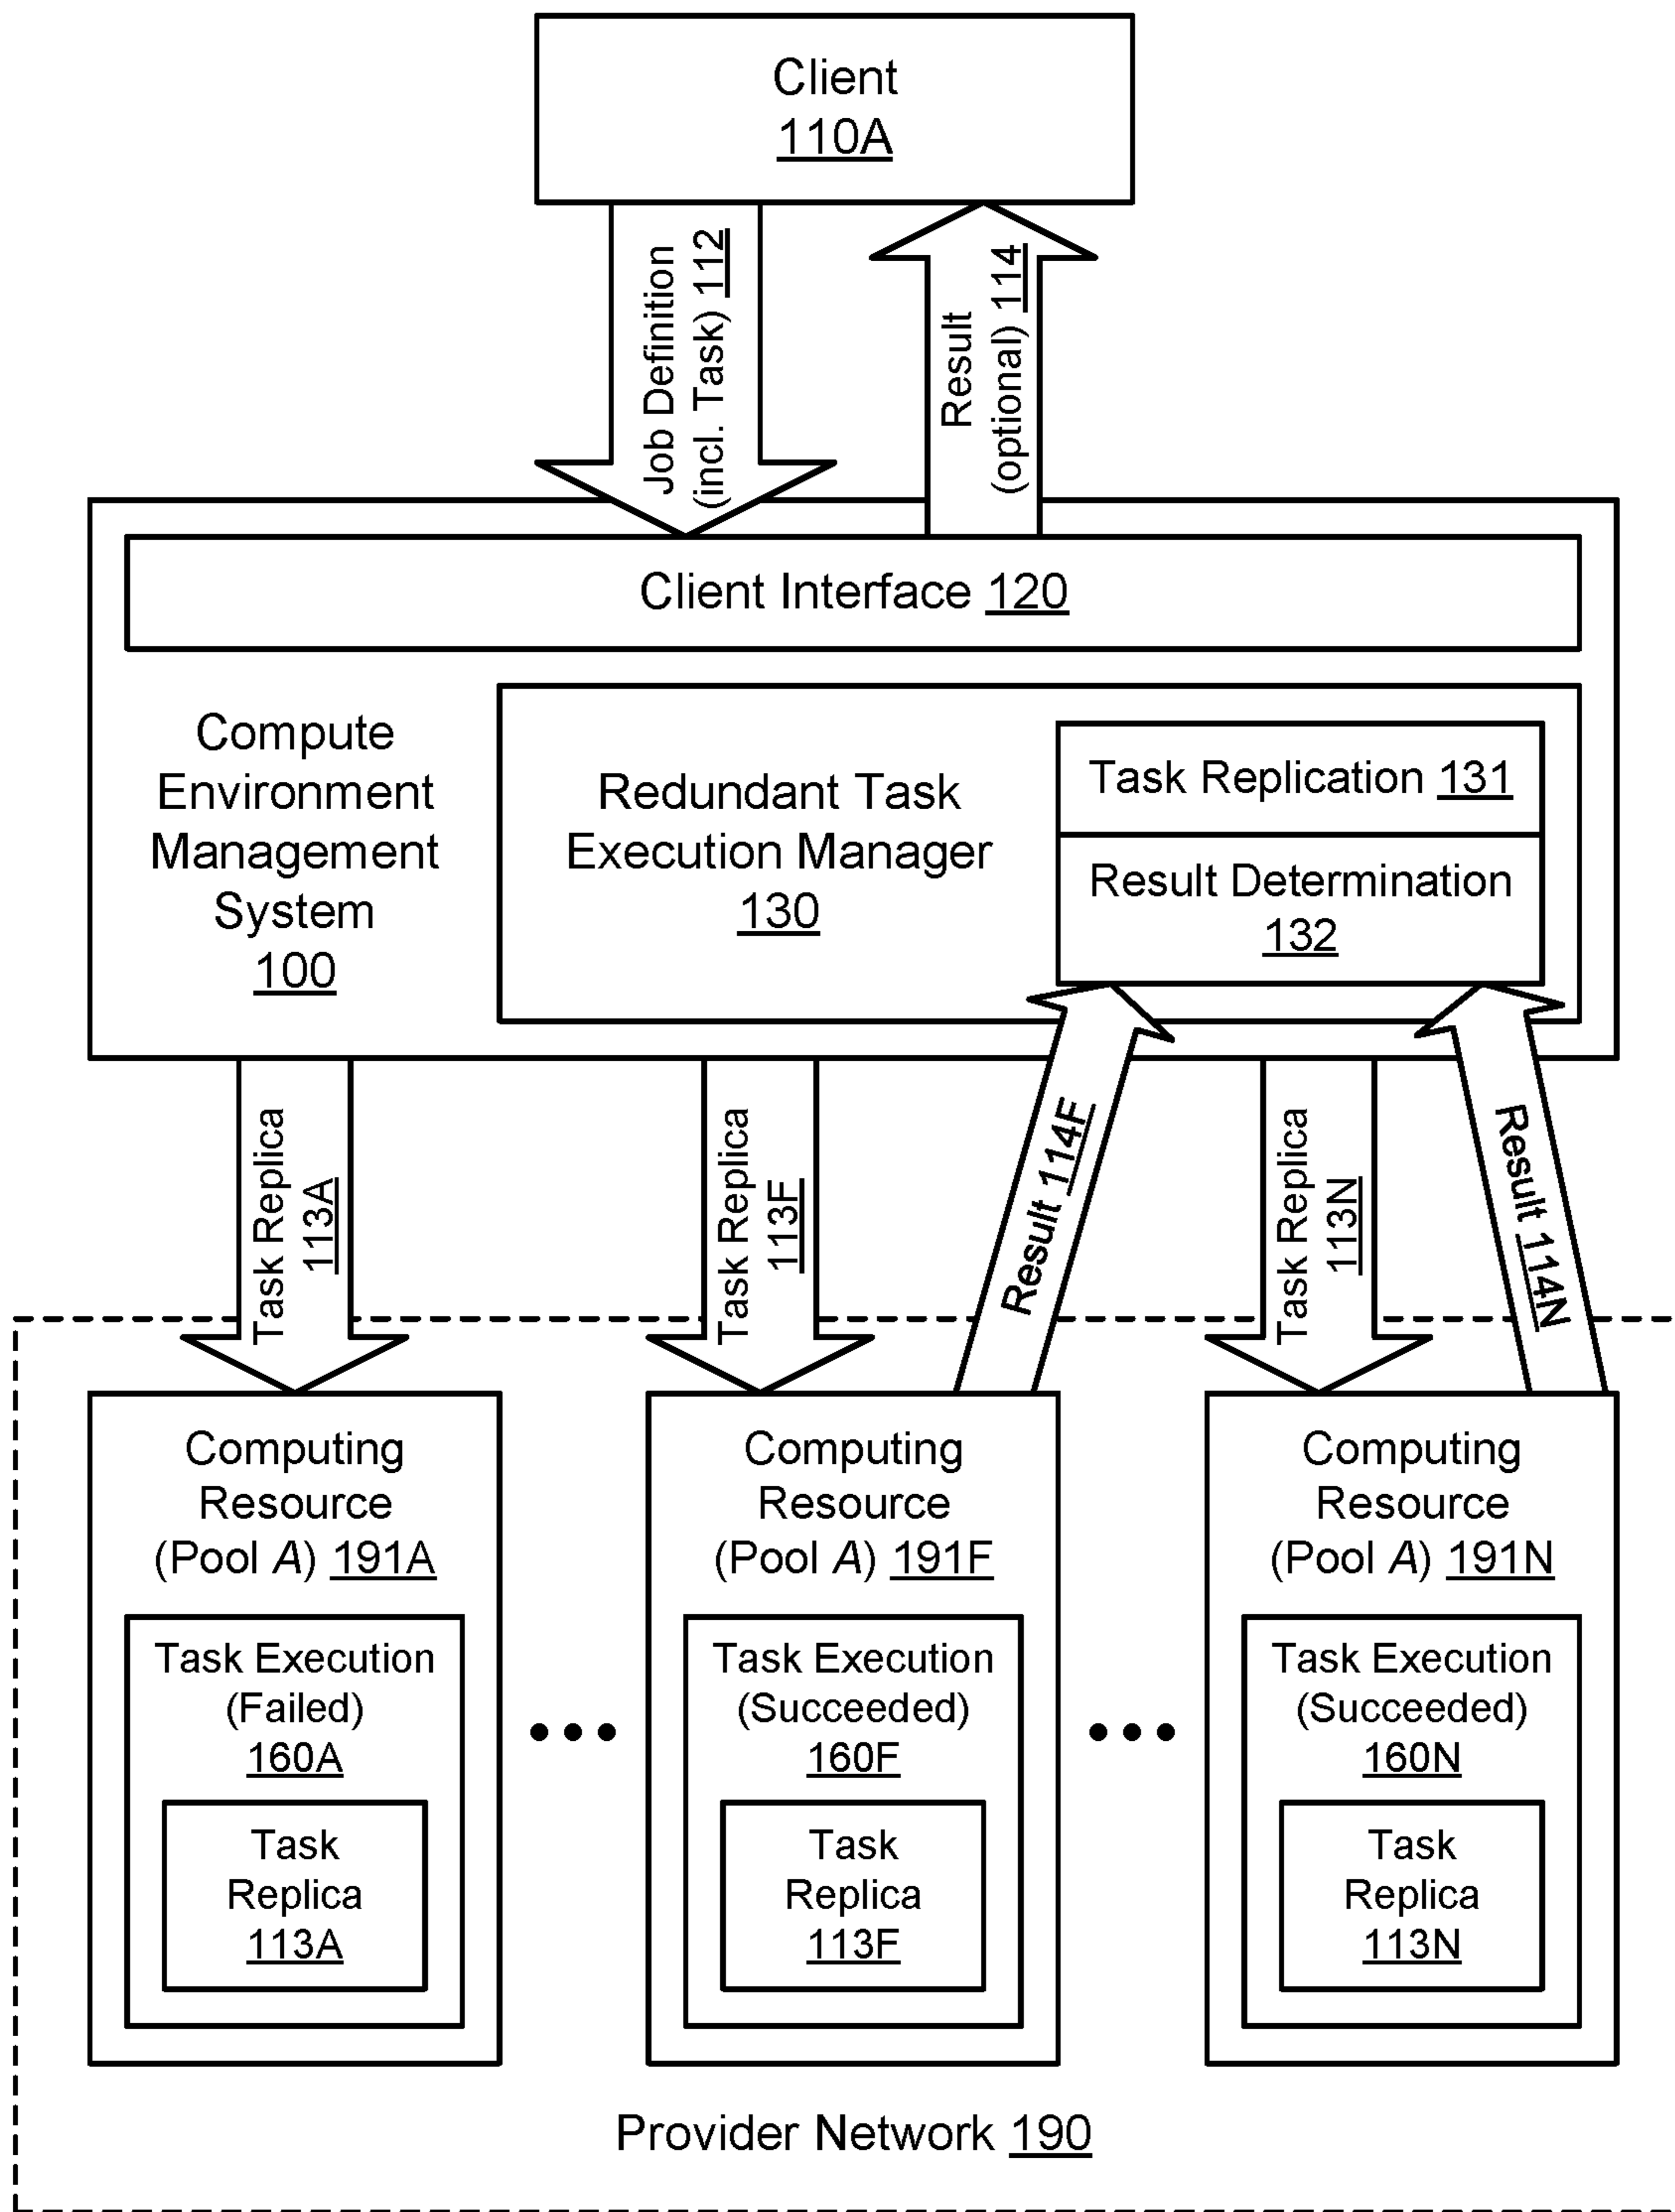 Client
110A
Job Definition
(incl. Task) 112
Result
(optional) 114
Client Interface 120
Compute
Environment
Management
System
100
Redundant Task
Execution Manager
130
Task Replication 131
Result Determination
132
Task Replica
113A
Task Replica
113F
Result 114F
Task Replica
113N
Result 114N
Computing
Resource
(Pool A) 191A
Task Execution
(Failed)
160A
Task
Replica
113A
Computing
Resource
(Pool A) 191F
Task Execution
(Succeeded)
160F
Task
Replica
113F
Computing
Resource
(Pool A) 191N
Task Execution
(Succeeded)
160N
Task
Replica
113N
Provider Network 190